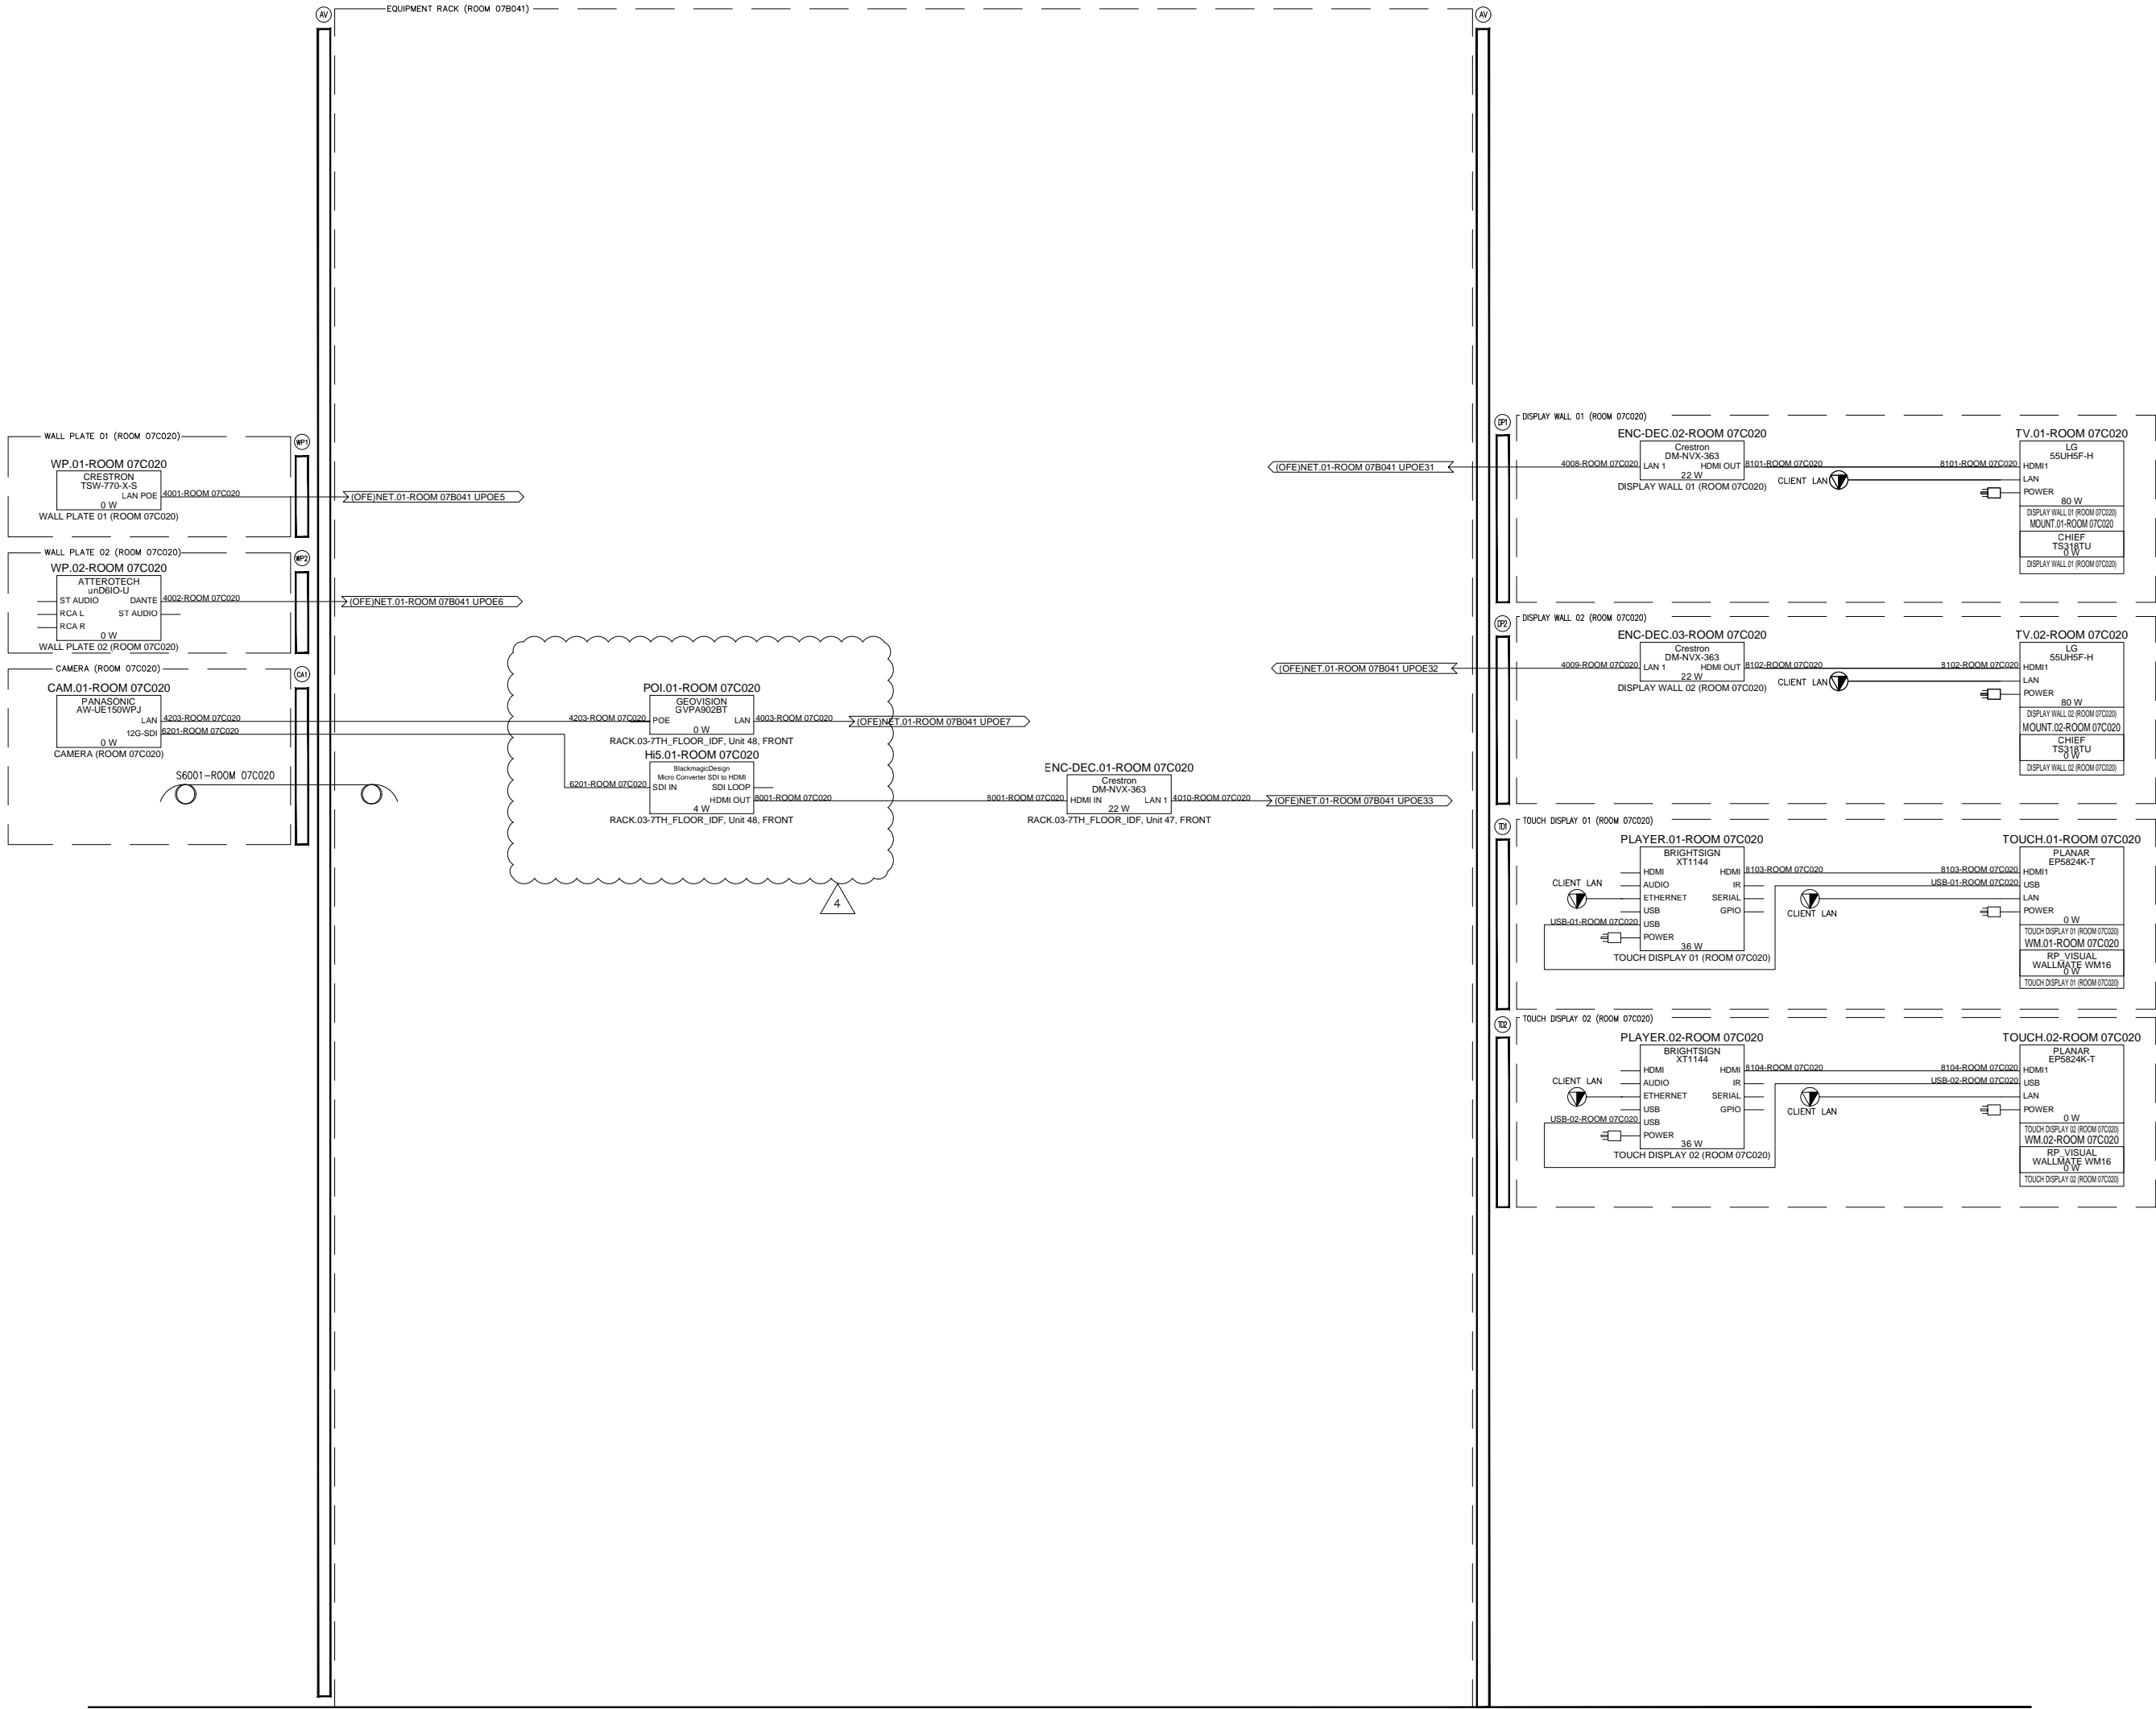 AV
EQUIPMENT RACK (ROOM 07B041)
AV
WALL PLATE 01 (ROOM 07C020)
WP1
WP.01-ROOM 07C020
CRESTRON
TSW-770-X-S
LAN POE
4001-ROOM 07C020
(OFE)NET.01-ROOM 07B041 UPOE5
0 W
WALL PLATE 01 (ROOM 07C020)
WALL PLATE 02 (ROOM 07C020)
WP2
WP.02-ROOM 07C020
ATTEROTECH
unD6IO-U
ST AUDIO
DANTE
4002-ROOM 07C020
(OFE)NET.01-ROOM 07B041 UPOE6
RCA L
ST AUDIO
RCA R
0 W
WALL PLATE 02 (ROOM 07C020)
CAMERA (ROOM 07C020)
CA1
CAM.01-ROOM 07C020
PANASONIC
AW-UE150WPJ
LAN
4203-ROOM 07C020
12G-SDI
6201-ROOM 07C020
0 W
CAMERA (ROOM 07C020)
S6001-ROOM 07C020
POI.01-ROOM 07C020
GEOVISION
GVPA902BT
4203-ROOM 07C020
POE
LAN
4003-ROOM 07C020
(OFE)NET.01-ROOM 07B041 UPOE7
0 W
RACK.03-7TH_FLOOR_IDF, Unit 48, FRONT
Hi5.01-ROOM 07C020
BlackmagicDesign
Micro Converter SDI to HDMI
6201-ROOM 07C020
SDI IN
SDI LOOP
HDMI OUT
8001-ROOM 07C020
4 W
RACK.03-7TH_FLOOR_IDF, Unit 48, FRONT
4
ENC-DEC.01-ROOM 07C020
Crestron
DM-NVX-363
8001-ROOM 07C020
HDMI IN
LAN 1
4010-ROOM 07C020
(OFE)NET.01-ROOM 07B041 UPOE33
22 W
RACK.03-7TH_FLOOR_IDF, Unit 47, FRONT
DP1
DISPLAY WALL 01 (ROOM 07C020)
ENC-DEC.02-ROOM 07C020
Crestron
DM-NVX-363
(OFE)NET.01-ROOM 07B041 UPOE31
4008-ROOM 07C020
LAN 1
HDMI OUT
8101-ROOM 07C020
22 W
DISPLAY WALL 01 (ROOM 07C020)
CLIENT LAN
TV.01-ROOM 07C020
LG
55UH5F-H
8101-ROOM 07C020
HDMI1
LAN
POWER
80 W
DISPLAY WALL 01 (ROOM 07C020)
MOUNT.01-ROOM 07C020
CHIEF
TS318TU
0 W
DISPLAY WALL 01 (ROOM 07C020)
DP2
DISPLAY WALL 02 (ROOM 07C020)
ENC-DEC.03-ROOM 07C020
Crestron
DM-NVX-363
(OFE)NET.01-ROOM 07B041 UPOE32
4009-ROOM 07C020
LAN 1
HDMI OUT
8102-ROOM 07C020
22 W
DISPLAY WALL 02 (ROOM 07C020)
CLIENT LAN
TV.02-ROOM 07C020
LG
55UH5F-H
8102-ROOM 07C020
HDMI1
LAN
POWER
80 W
DISPLAY WALL 02 (ROOM 07C020)
MOUNT.02-ROOM 07C020
CHIEF
TS318TU
0 W
DISPLAY WALL 02 (ROOM 07C020)
TD1
TOUCH DISPLAY 01 (ROOM 07C020)
PLAYER.01-ROOM 07C020
BRIGHTSIGN
XT1144
HDMI
HDMI
8103-ROOM 07C020
AUDIO
IR
CLIENT LAN
ETHERNET
SERIAL
USB
GPIO
USB-01-ROOM 07C020
USB
POWER
36 W
TOUCH DISPLAY 01 (ROOM 07C020)
CLIENT LAN
TOUCH.01-ROOM 07C020
PLANAR
EP5824K-T
8103-ROOM 07C020
HDMI1
USB-01-ROOM 07C020
USB
LAN
POWER
0 W
TOUCH DISPLAY 01 (ROOM 07C020)
WM.01-ROOM 07C020
RP_VISUAL
WALLMATE WM16
0 W
TOUCH DISPLAY 01 (ROOM 07C020)
TD2
TOUCH DISPLAY 02 (ROOM 07C020)
PLAYER.02-ROOM 07C020
BRIGHTSIGN
XT1144
HDMI
HDMI
8104-ROOM 07C020
AUDIO
IR
CLIENT LAN
ETHERNET
SERIAL
USB
GPIO
USB-02-ROOM 07C020
USB
POWER
36 W
TOUCH DISPLAY 02 (ROOM 07C020)
CLIENT LAN
TOUCH.02-ROOM 07C020
PLANAR
EP5824K-T
8104-ROOM 07C020
HDMI1
USB-02-ROOM 07C020
USB
LAN
POWER
0 W
TOUCH DISPLAY 02 (ROOM 07C020)
WM.02-ROOM 07C020
RP_VISUAL
WALLMATE WM16
0 W
TOUCH DISPLAY 02 (ROOM 07C020)